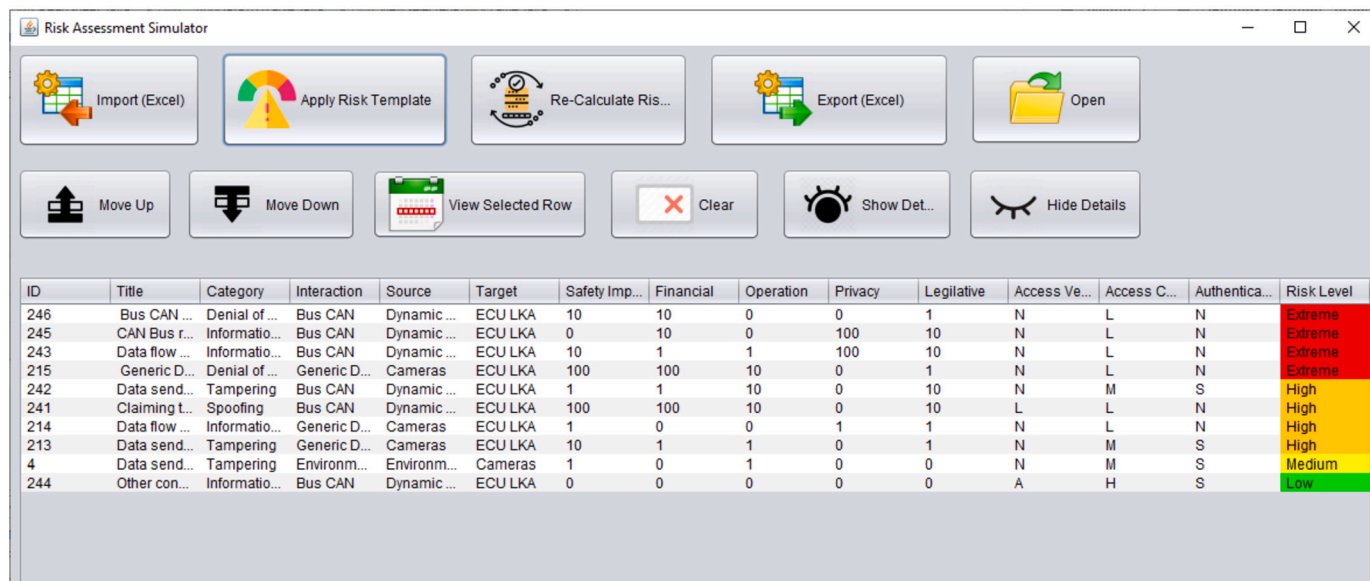 Risk Assessment Simulator
Import (Excel) Apply Risk Template Re-Calculate Ris... Export (Excel) Open
Move Up Move Down View Selected Row Clear Show Det... Hide Details
ID Title Category Interaction Source Target Safety Imp... Financial Operation Privacy Legilative Access Ve... Access C... Authentica... Risk Level
246 Bus CAN ... Denial of ... Bus CAN Dynamic ... ECU LKA 10 10 0 0 1 N L N Extreme
245 CAN Bus r... Informatio... Bus CAN Dynamic ... ECU LKA 0 10 0 100 10 N L N Extreme
243 Data flow ... Informatio... Bus CAN Dynamic ... ECU LKA 10 1 1 100 10 N L N Extreme
215 Generic D... Denial of ... Generic D... Cameras ECU LKA 100 100 10 0 1 N L N Extreme
242 Data send... Tampering Bus CAN Dynamic ... ECU LKA 1 1 10 0 10 N M S High
241 Claiming t... Spoofing Bus CAN Dynamic ... ECU LKA 100 100 10 0 10 L L N High
214 Data flow ... Informatio... Generic D... Cameras ECU LKA 1 0 0 1 1 N L N High
213 Data send... Tampering Generic D... Cameras ECU LKA 10 1 1 0 1 N M S High
4 Data send... Tampering Environm... Environm... Cameras 1 0 1 0 0 N M S Medium
244 Other con... Informatio... Bus CAN Dynamic ... ECU LKA 0 0 0 0 0 A H S Low